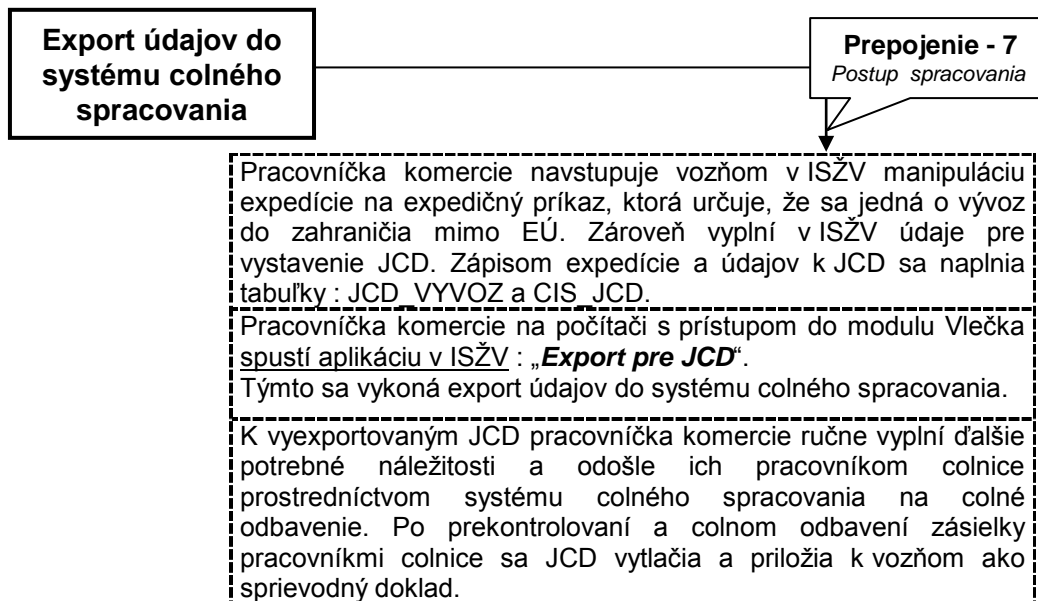 Export údajov do
systému colného
spracovania
Prepojenie - 7
Postup spracovania
Pracovníčka komercie navstupuje vozňom v ISŽV manipuláciu
expedície na expedičný príkaz, ktorá určuje, že sa jedná o vývoz
do zahraničia mimo EÚ. Zároveň vyplní v ISŽV údaje pre
vystavenie JCD. Zápisom expedície a údajov k JCD sa naplnia
tabuľky : JCD_VYVOZ a CIS_JCD.
Pracovníčka komercie na počítači s prístupom do modulu Vlečka
spustí aplikáciu v ISŽV : „Export pre JCD“.
Týmto sa vykoná export údajov do systému colného spracovania.
K vyexportovaným JCD pracovníčka komercie ručne vyplní ďalšie
potrebné náležitosti a odošle ich pracovníkom colnice
prostredníctvom systému colného spracovania na colné
odbavenie. Po prekontrolovaní a colnom odbavení zásielky
pracovníkmi colnice sa JCD vytlačia a priložia k vozňom ako
sprievodný doklad.